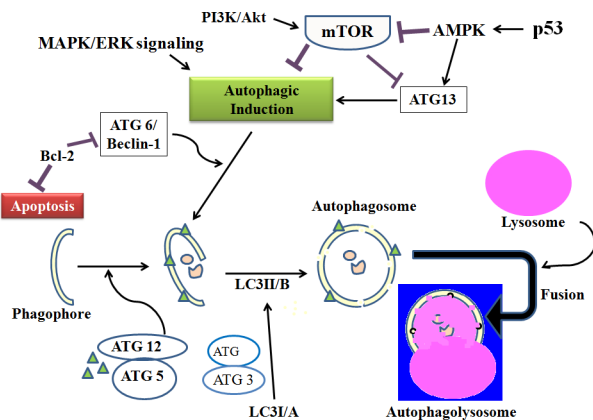 PI3K/Akt
mTOR
AMPK
p53
MAPK/ERK signaling
Autophagic
Induction
ATG13
ATG 6/
Beclin-1
Bcl-2
Apoptosis
Autophagosome
Lysosome
LC3II/B
Fusion
Phagophore
ATG 12
ATG 5
ATG
ATG 3
LC3I/A
Autophagolysosome